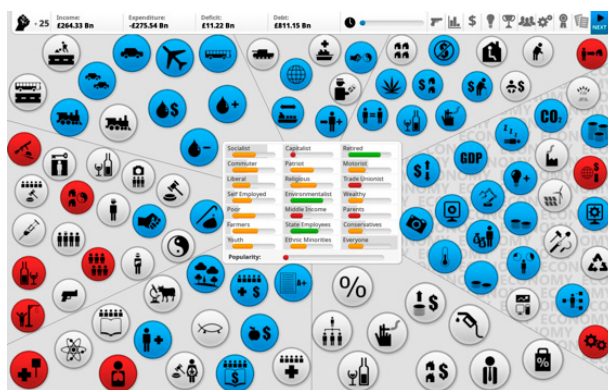 - 25
Income:
£264.33 Bn
Expenditure:
-£275.54 Bn
Deficit:
£11.22 Bn
Debt:
£811.15 Bn
NEXT
Socialist Capitalist Retired
Commuter Patriot Motorist
Liberal Religious Trade Unionist
Self Employed Environmentalist Wealthy
Poor Middle Income Parents
Farmers State Employees Conservatives
Youth Ethnic Minorities Everyone
Popularity:
CO₂
GDP
ECONOMY